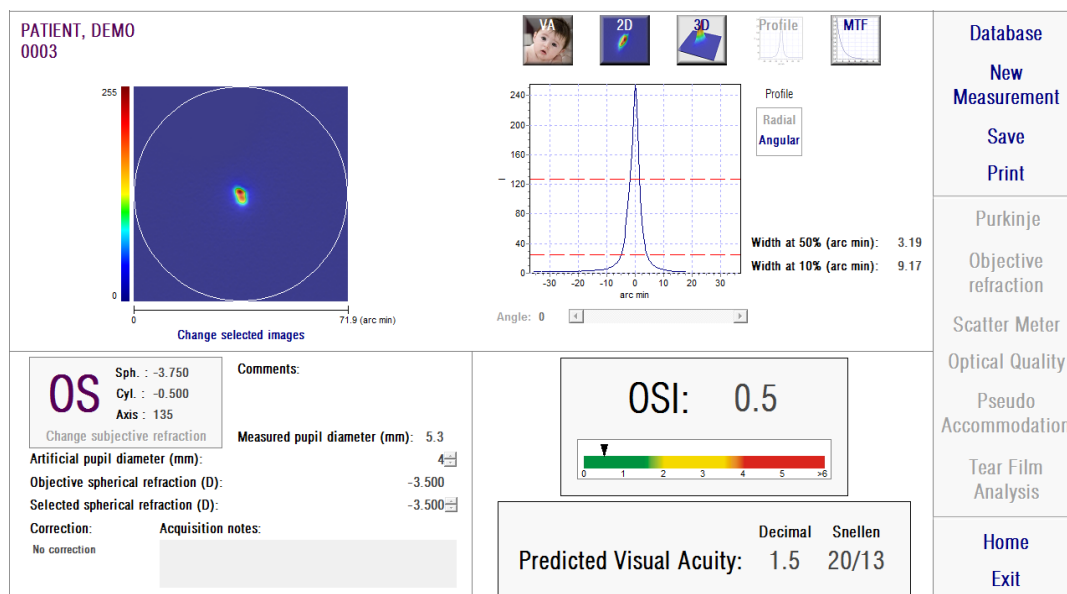 PATIENT, DEMO
0003
VA
2D
3D
Profile
MTF
255
0
0
71.9 (arc min)
Change selected images
240
200
160
120
80
40
0
-30 -20 -10 0 10 20 30
arc min
Profile
Radial
Angular
Width at 50% (arc min): 3.19
Width at 10% (arc min): 9.17
Angle: 0
OS
Sph. : -3.750
Cyl. : -0.500
Axis : 135
Change subjective refraction
Comments:
Measured pupil diameter (mm): 5.3
Artificial pupil diameter (mm): 4
Objective spherical refraction (D): -3.500
Selected spherical refraction (D): -3.500
Correction:
No correction
Acquisition notes:
OSI: 0.5
0 1 2 3 4 5 >6
Decimal Snellen
Predicted Visual Acuity: 1.5 20/13
Database
New
Measurement
Save
Print
Purkinje
Objective
refraction
Scatter Meter
Optical Quality
Pseudo
Accommodation
Tear Film
Analysis
Home
Exit